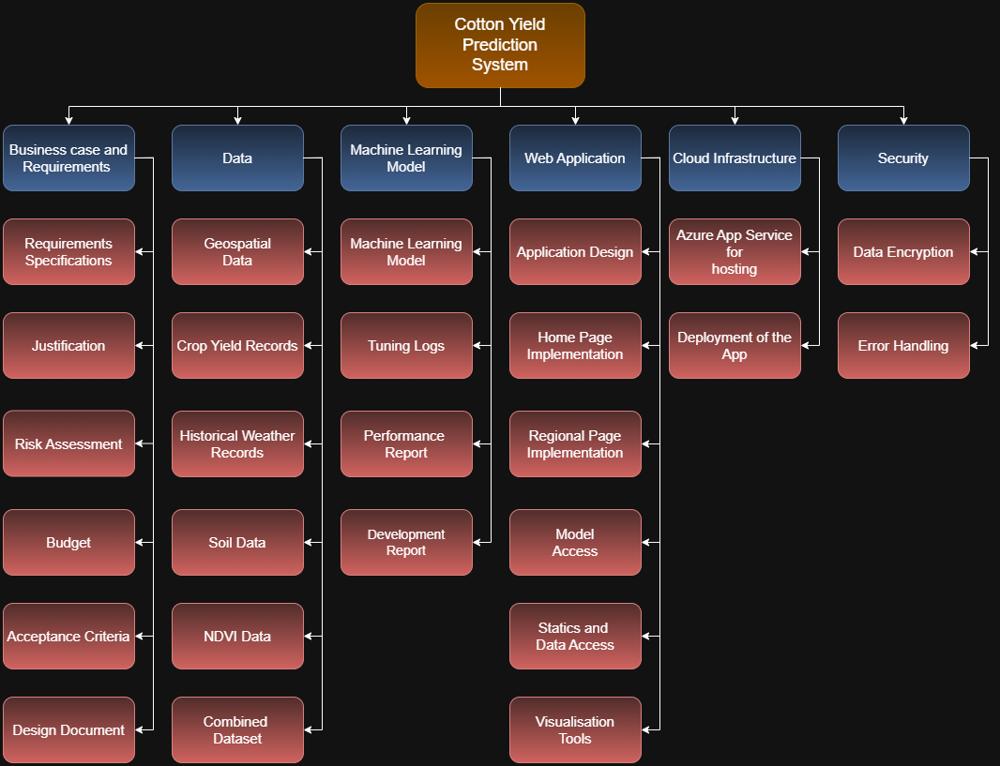 Cotton Yield
Prediction
System
Business case and
Requirements
Data
Machine Learning
Model
Web Application
Cloud Infrastructure
Security
Requirements
Specifications
Geospatial
Data
Machine Learning
Model
Application Design
Azure App Service
for
hosting
Data Encryption
Justification
Crop Yield Records
Tuning Logs
Home Page
Implementation
Deployment of the
App
Error Handling
Risk Assessment
Historical Weather
Records
Performance
Report
Regional Page
Implementation
Budget
Soil Data
Development
Report
Model
Access
Acceptance Criteria
NDVI Data
Statics and
Data Access
Design Document
Combined
Dataset
Visualisation
Tools